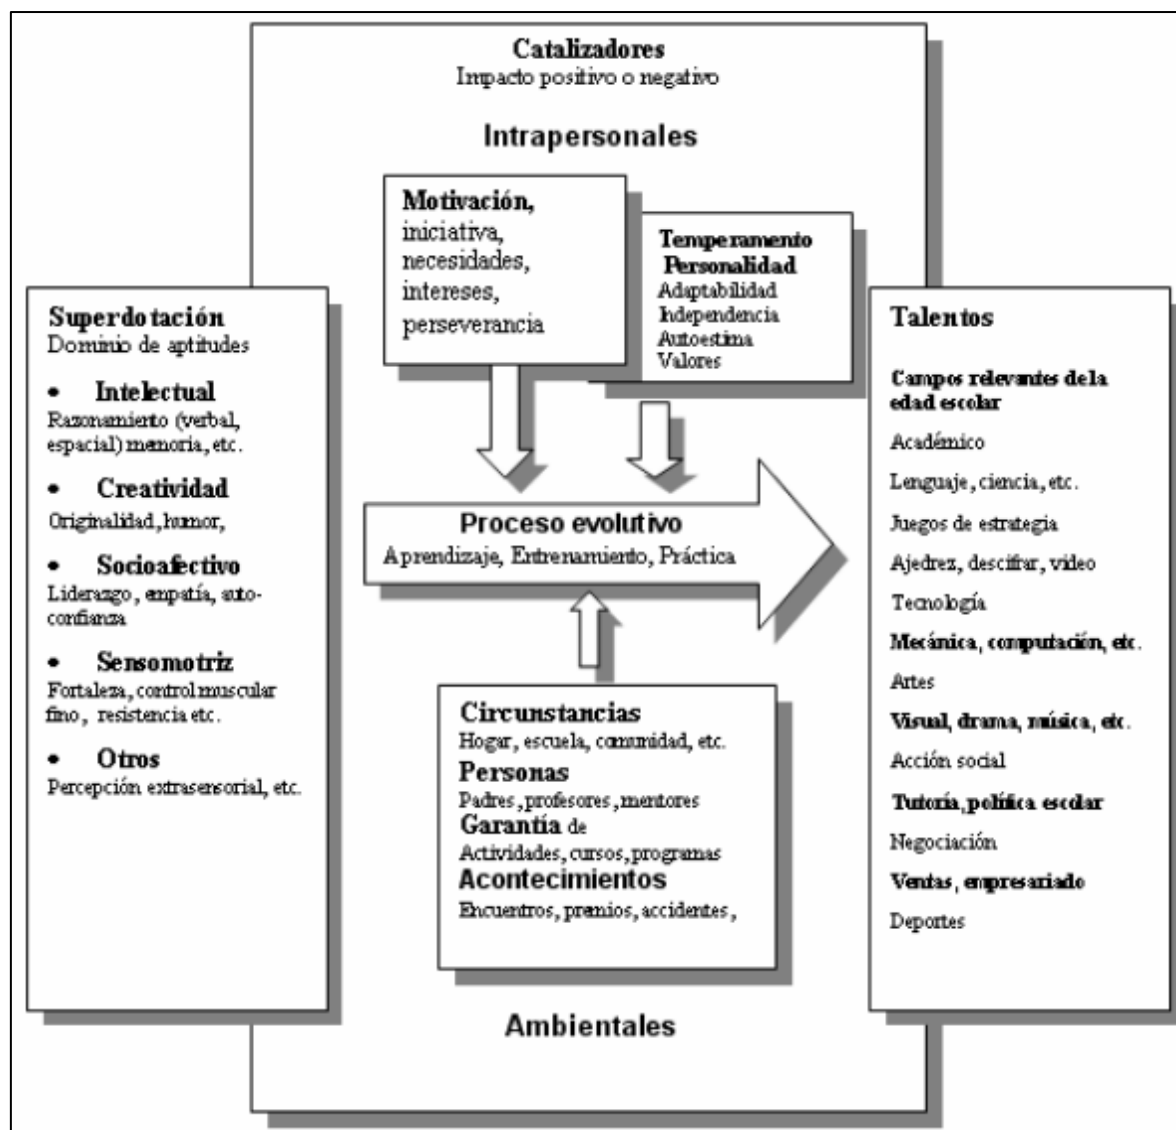 Catalizadores
Impacto positivo o negativo
Intrapersonales
Motivación,
iniciativa,
necesidades,
intereses,
perseverancia
Temperamento
Personalidad
Adaptabilidad
Independencia
Autoestima
Valores
Superdotación
Dominio de aptitudes
• Intelectual
Razonamiento (verbal,
espacial) memoria, etc.
• Creatividad
Originalidad, humor,
• Socioafectivo
Liderazgo, empatía, auto-
confianza
• Sensomotriz
Fortaleza, control muscular
fino, resistencia etc.
• Otros
Percepción extrasensorial, etc.
Proceso evolutivo
Aprendizaje, Entrenamiento, Práctica
Circunstancias
Hogar, escuela, comunidad, etc.
Personas
Padres, profesores, mentores
Garantía de
Actividades, cursos, programas
Acontecimientos
Encuentros, premios, accidentes,
Ambientales
Talentos
Campos relevantes de la
edad escolar
Académico
Lenguaje, ciencia, etc.
Juegos de estrategia
Ajedrez, descifrar, video
Tecnología
Mecánica, computación, etc.
Artes
Visual, drama, música, etc.
Acción social
Tutoría, política escolar
Negociación
Ventas, empresariado
Deportes